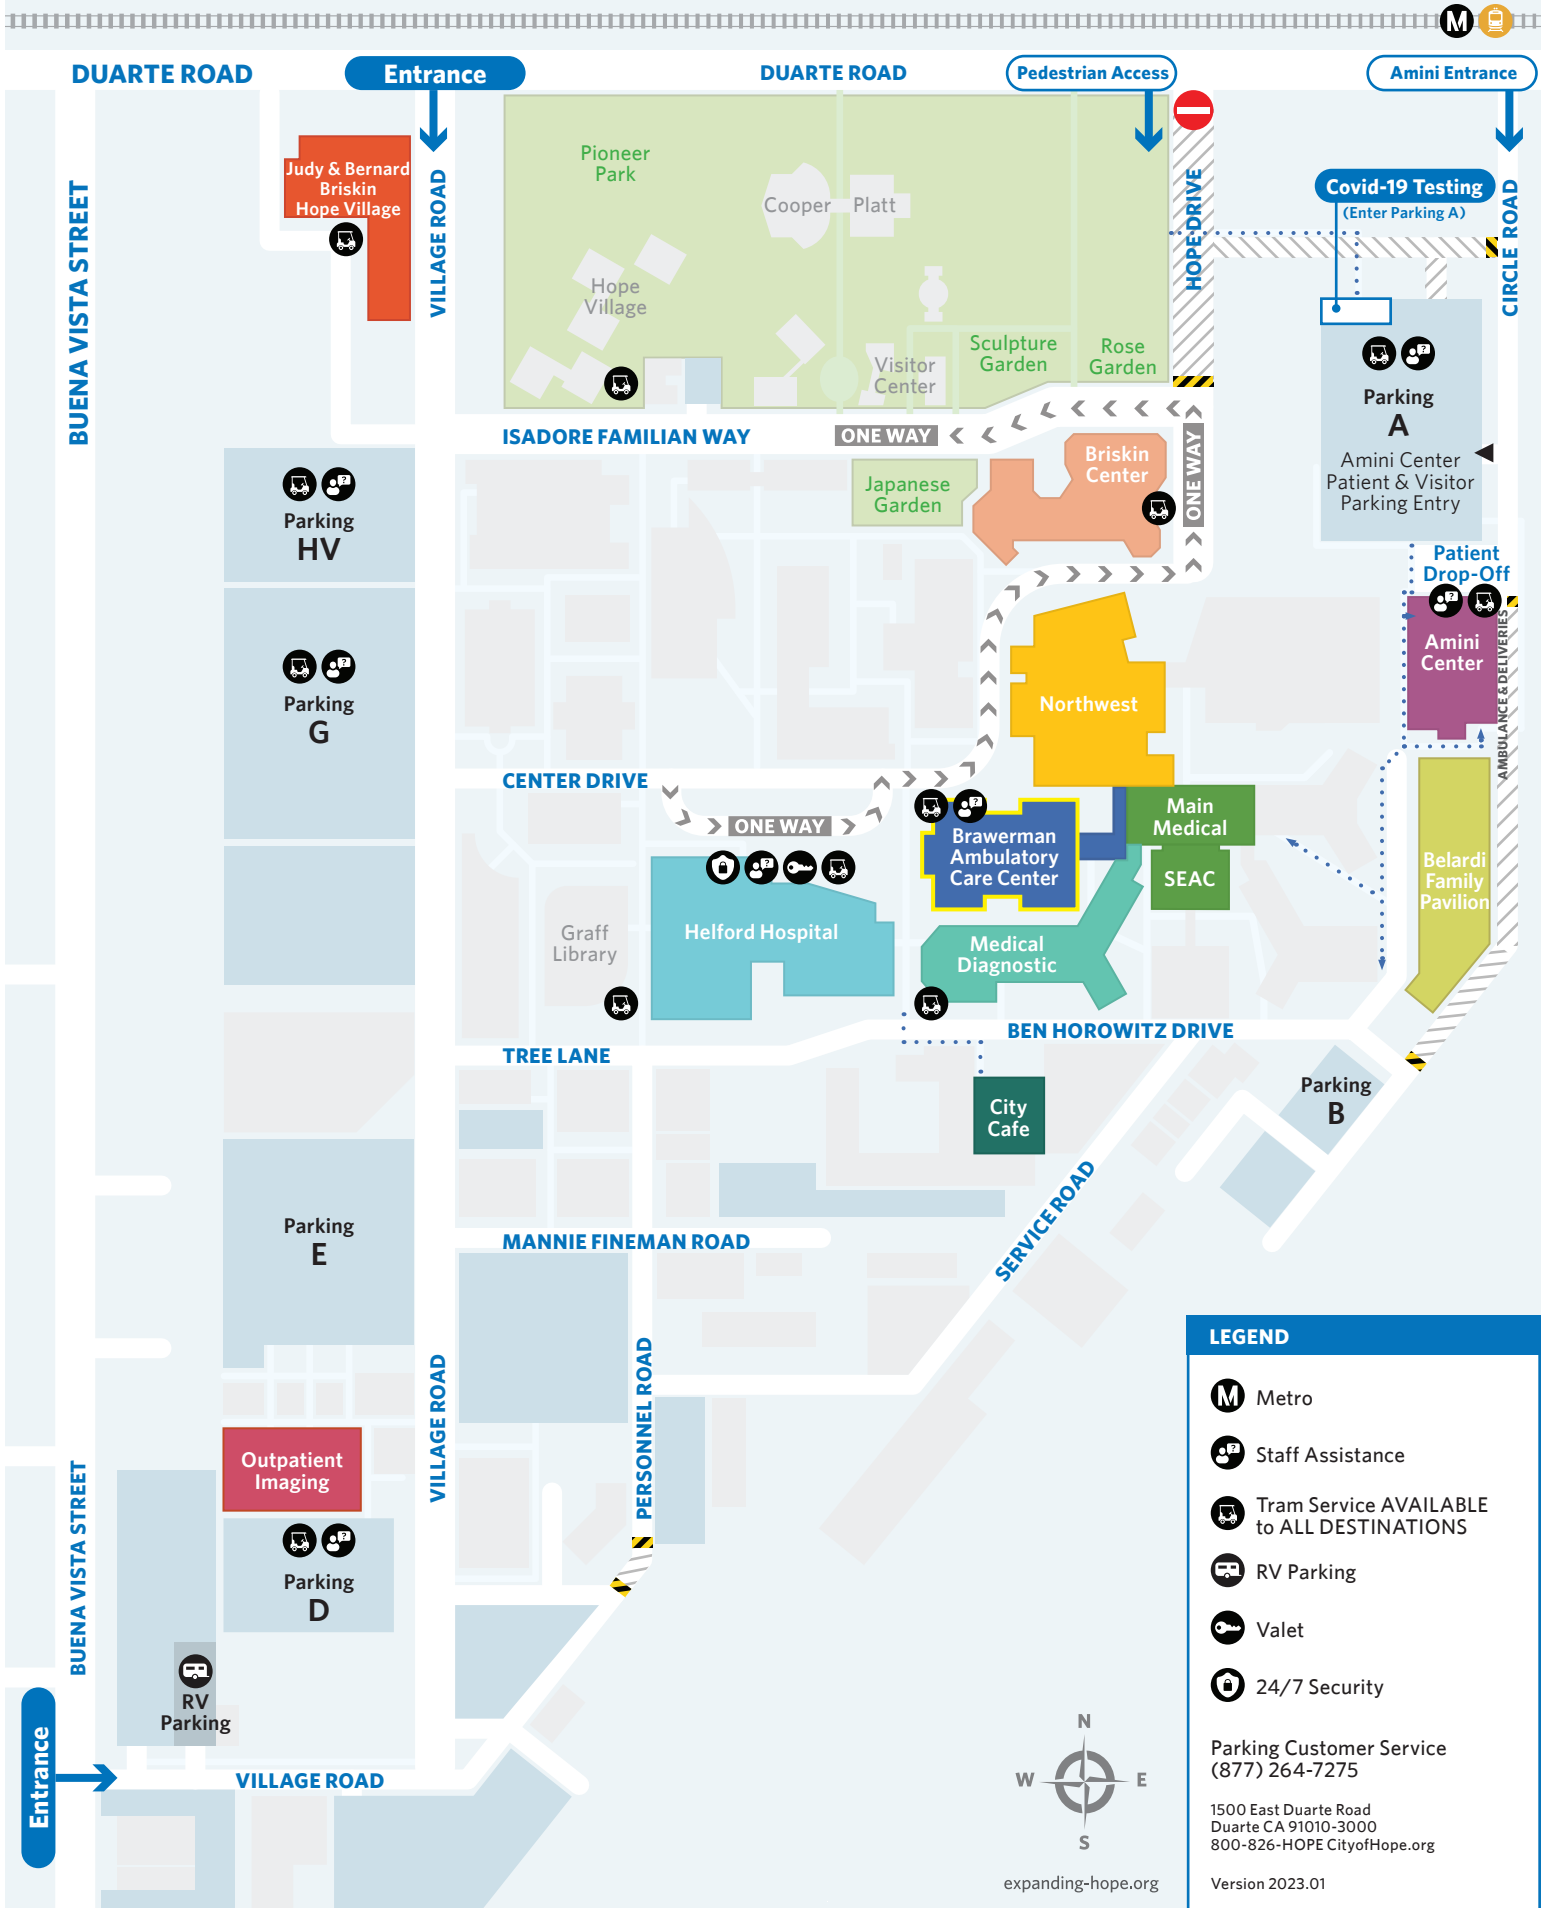 M
DUARTE ROAD
Entrance
DUARTE ROAD
Pedestrian Access
Amini Entrance
Judy & Bernard
Briskin
Hope Village
BUENA VISTA STREET
VILLAGE ROAD
Pioneer
Park
Cooper
Platt
Hope
Village
Visitor
Center
Sculpture
Garden
Rose
Garden
HOPE DRIVE
Covid-19 Testing
(Enter Parking A)
CIRCLE ROAD
Parking
A
Amini Center
Patient & Visitor
Parking Entry
ISADORE FAMILIAN WAY
ONE WAY
ONE WAY
Briskin
Center
Japanese
Garden
Parking
HV
Patient
Drop-Off
Amini
Center
AMBULANCE & DELIVERIES
Parking
G
Northwest
CENTER DRIVE
ONE WAY
Main
Medical
Brawerman
Ambulatory
Care Center
SEAC
Belardi
Family
Pavilion
Graff
Library
Helford Hospital
Medical
Diagnostic
BEN HOROWITZ DRIVE
TREE LANE
City
Cafe
Parking
B
Parking
E
MANNIE FINEMAN ROAD
SERVICE ROAD
VILLAGE ROAD
PERSONNEL ROAD
Outpatient
Imaging
BUENA VISTA STREET
Parking
D
RV
Parking
Entrance
VILLAGE ROAD
N
W
E
S
expanding-hope.org
LEGEND
M
Metro
Staff Assistance
Tram Service AVAILABLE
to ALL DESTINATIONS
RV Parking
Valet
24/7 Security
Parking Customer Service
(877) 264-7275
1500 East Duarte Road
Duarte CA 91010-3000
800-826-HOPE CityofHope.org
Version 2023.01